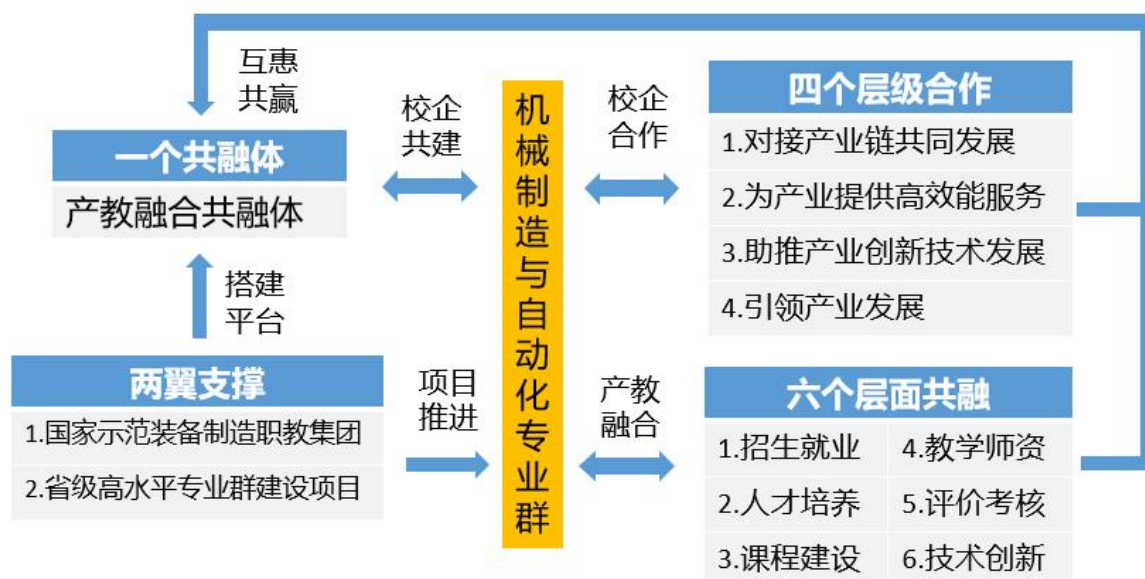 互惠
共赢
一个共融体
产教融合共融体
搭建
平台
两翼支撑
1.国家示范装备制造职教集团
2.省级高水平专业群建设项目
校企
共建
项目
推进
机械制造与自动化专业群
校企
合作
产教
融合
四个层级合作
1.对接产业链共同发展
2.为产业提供高效能服务
3.助推产业创新技术发展
4.引领产业发展
六个层面共融
1.招生就业 4.教学师资
2.人才培养 5.评价考核
3.课程建设 6.技术创新